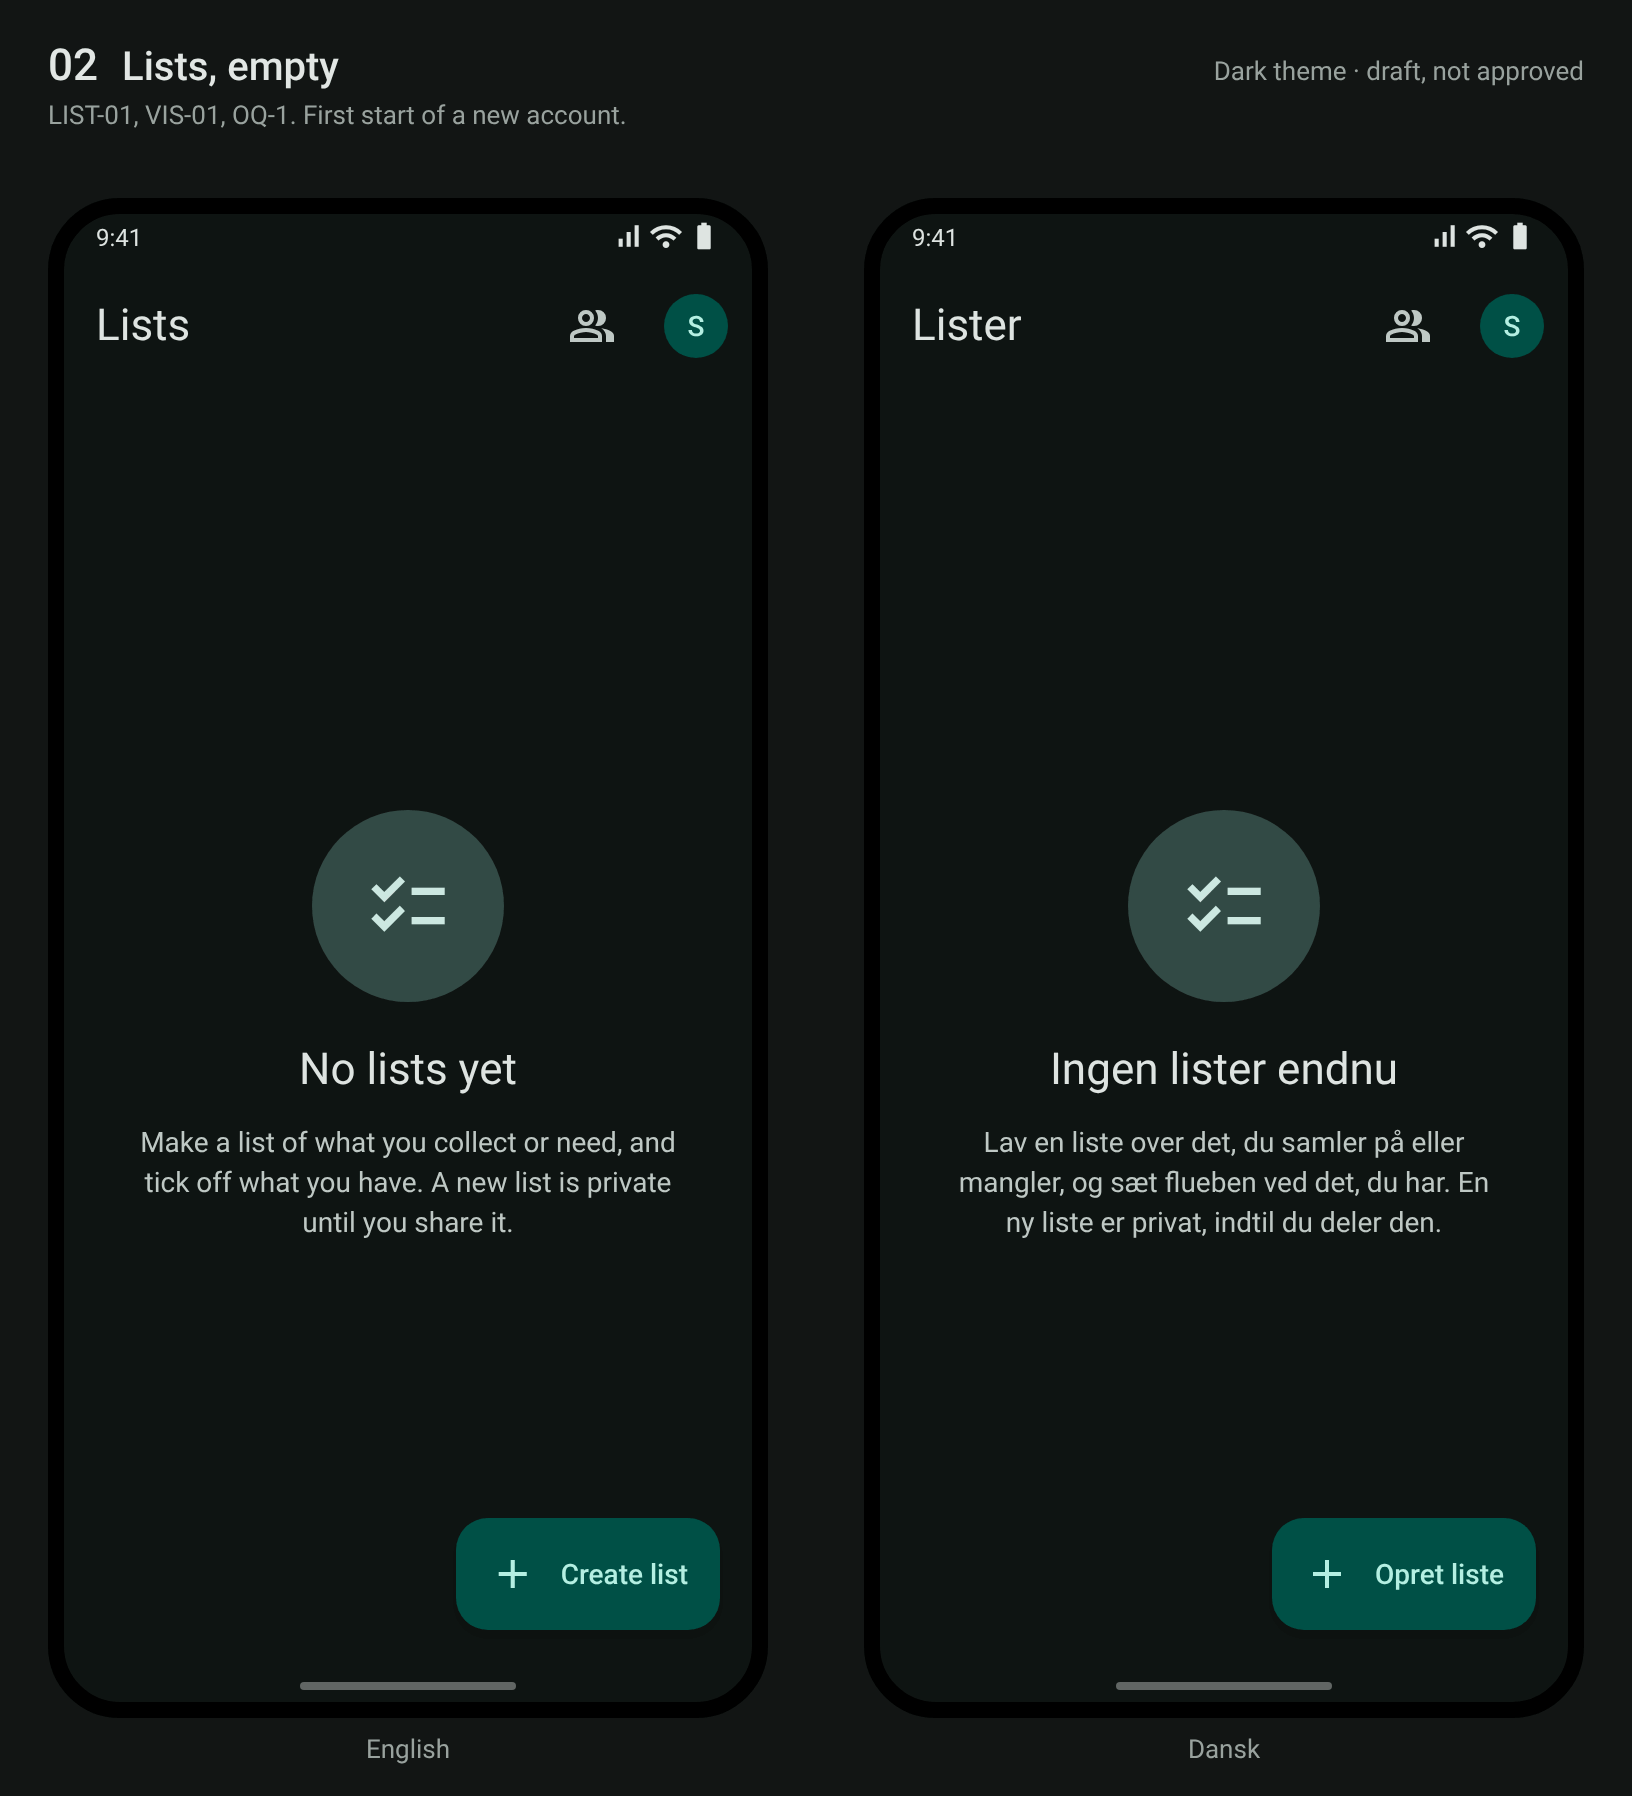 02 Lists, empty
Dark theme · draft, not approved
LIST-01, VIS-01, OQ-1. First start of a new account.
9:41
Lists
S
No lists yet
Make a list of what you collect or need, and
tick off what you have. A new list is private
until you share it.
Create list
English
9:41
Lister
S
Ingen lister endnu
Lav en liste over det, du samler på eller
mangler, og sæt flueben ved det, du har. En
ny liste er privat, indtil du deler den.
Opret liste
Dansk